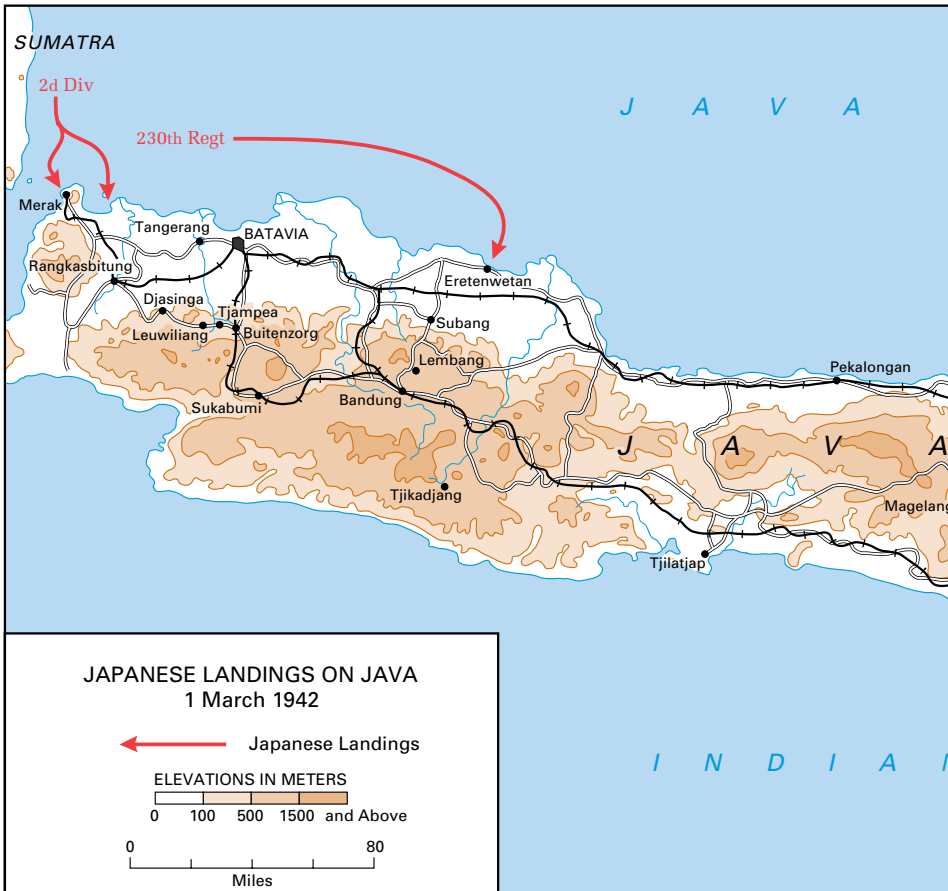 SUMATRA
2d Div
J A V A
230th Regt
Merak
Tangerang
BATAVIA
Rangkasbitung
Eretenwetan
Djasinga
Tjampea
Leuwiliang
Buitenzorg
Subang
Lembang
Pekalongan
Sukabumi
Bandung
J A V A
Tjikadjang
Magelang
Tjilatjap
JAPANESE LANDINGS ON JAVA
1 March 1942
Japanese Landings
I N D I A
ELEVATIONS IN METERS
0 100 500 1500 and Above
0 80
Miles